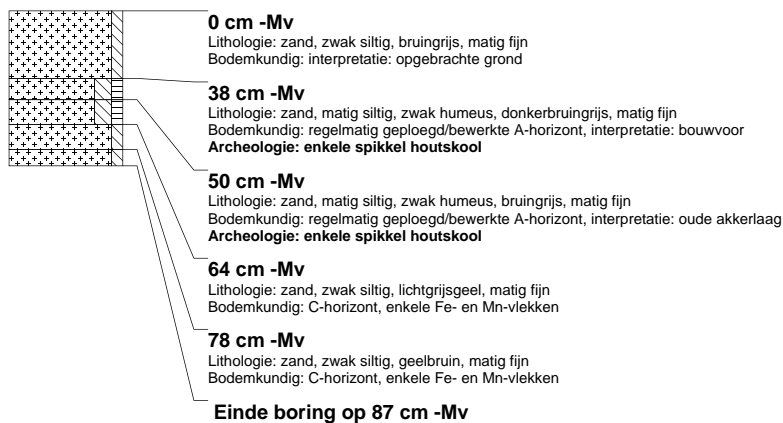 0 cm -Mv
Lithologie: zand, zwak siltig, bruingrijs, matig fijn
Bodemkundig: interpretatie: opgebrachte grond
38 cm -Mv
Lithologie: zand, matig siltig, zwak humeus, donkerbruingrijs, matig fijn
Bodemkundig: regelmatig geploegd/bewerkte A-horizont, interpretatie: bouwvoor
Archeologie: enkele spikkel houtskool
50 cm -Mv
Lithologie: zand, matig siltig, zwak humeus, bruingrijs, matig fijn
Bodemkundig: regelmatig geploegd/bewerkte A-horizont, interpretatie: oude akkerlaag
Archeologie: enkele spikkel houtskool
64 cm -Mv
Lithologie: zand, zwak siltig, lichtgrijsgeel, matig fijn
Bodemkundig: C-horizont, enkele Fe- en Mn-vlekken
78 cm -Mv
Lithologie: zand, zwak siltig, geelbruin, matig fijn
Bodemkundig: C-horizont, enkele Fe- en Mn-vlekken
Einde boring op 87 cm -Mv